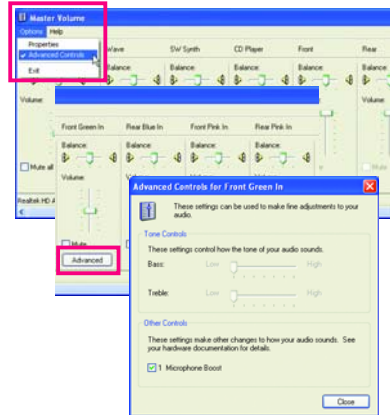 Master Volume
Options Help
Properties
Advanced Controls
Exit
Wave
SW Synth
CD Player
Front
Rear
Balance:
Balance:
Balance:
Balance:
Balance:
Volume:
Mute all
Realtek HD A
Front Green In
Rear Blue In
Front Pink In
Rear Pink In
Balance:
Balance:
Balance:
Balance:
Volume:
Mute
Advanced
Advanced Controls for Front Green In
These settings can be used to make fine adjustments to your
audio.
Tone Controls
These settings control how the tone of your audio sounds.
Bass: Low High
Treble: Low High
Other Controls
These settings make other changes to how your audio sounds. See
your hardware documentation for details.
1 Microphone Boost
Close